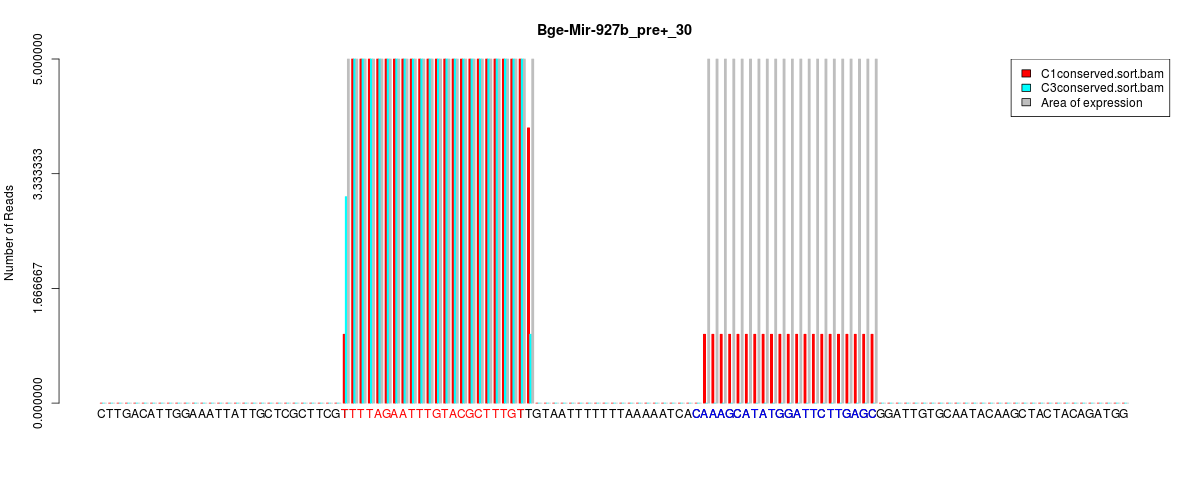 Bge-Mir-927b_pre+_30
C1conserved.sort.bam
C3conserved.sort.bam
Area of expression
Number of Reads
5.000000
3.333333
1.666667
0.000000
CTTGACATTGGAAATTATTGCTCGCTTCGTTTTAGAATTTGTACGCTTTGTTGTAATTTTTTTAAAAATCACAAAGCATATGGATTCTTGAGCGGATTGTGCAATACAAGCTACTACAGATGG